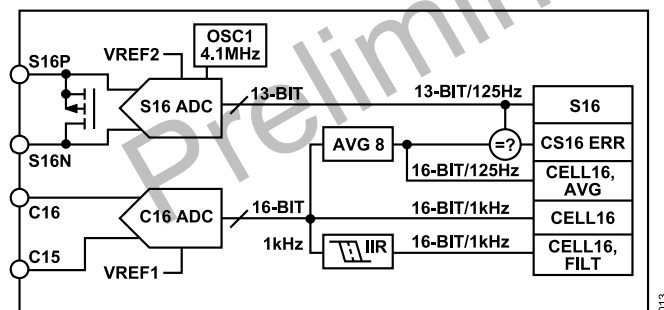 Prelimin
OSC1
4.1MHz
VREF2
S16P
S16 ADC
13-BIT
13-BIT/125Hz
S16
S16N
AVG 8
=?
CS16 ERR
16-BIT/125Hz
CELL16,
AVG
C16
C16 ADC
16-BIT
16-BIT/1kHz
CELL16
1kHz
IIR
16-BIT/1kHz
CELL16,
FILT
C15
VREF1
013